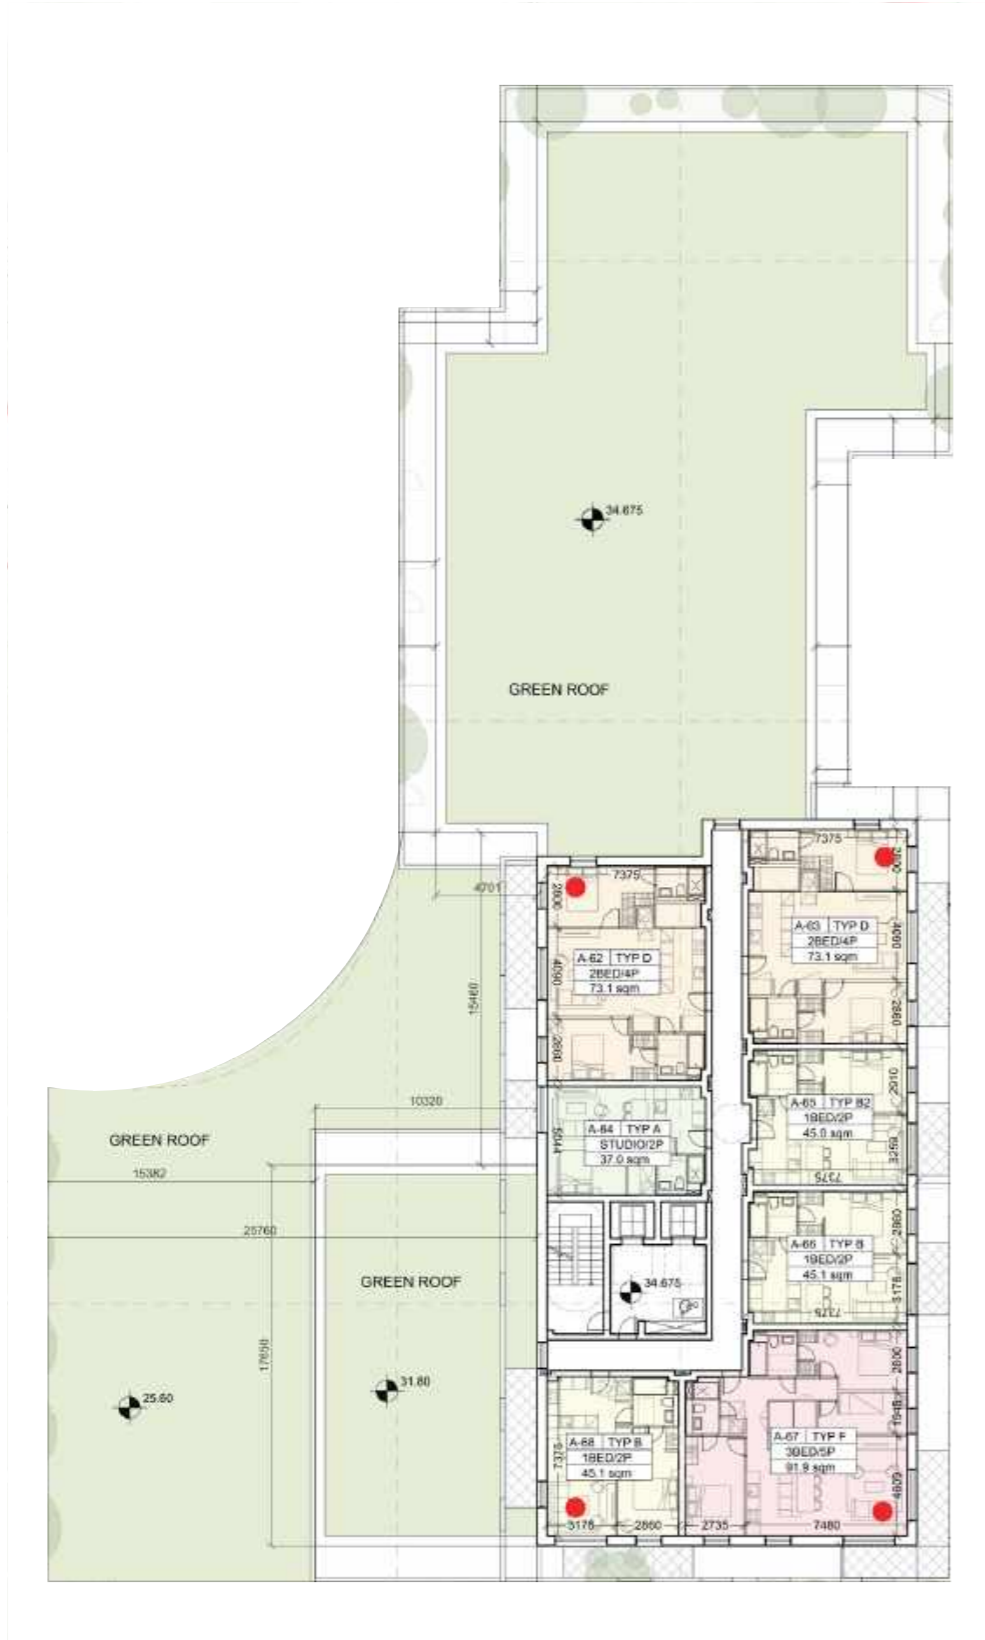 34.675
GREEN ROOF
7375
2800
7375
2600
4701
A-63 TYP D
2BED/4P
73.1 sqm
4090
A-62 TYP D
2BED/4P
73.1 sqm
4090
15460
2860
2860
2910
10320
A-65 TYP B2
1BED/2P
45.0 sqm
A-64 TYP A
STUDIO/2P
37.0 sqm
5044
GREEN ROOF
3259
15382
7375
25760
2860
A-66 TYP B
1BED/2P
45.1 sqm
GREEN ROOF
34.675
3175
7375
17650
2800
31.80
25.60
A-68 TYP B
1BED/2P
45.1 sqm
7375
A-67 TYP F
3BED/5P
91.9 sqm
3175
2860
2735
7480